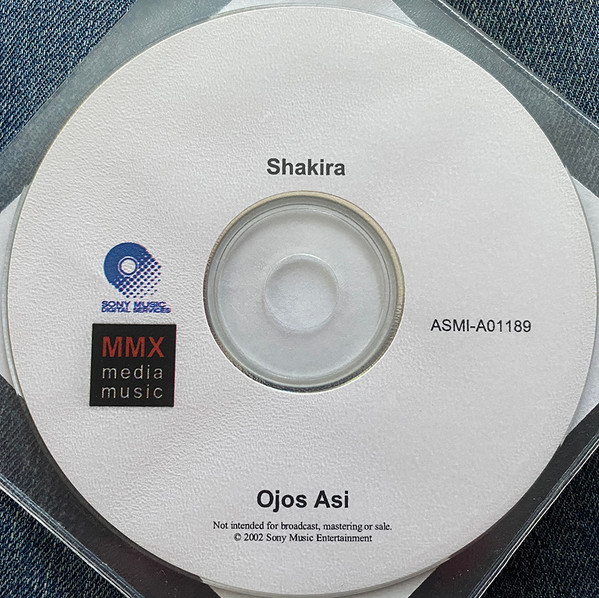 Shakira
SONY MUSIC
DIGITAL SERVICES
MMX
media
music
ASMI-A01189
Ojos Asi
Not intended for broadcast, mastering or sale.
© 2002 Sony Music Entertainment